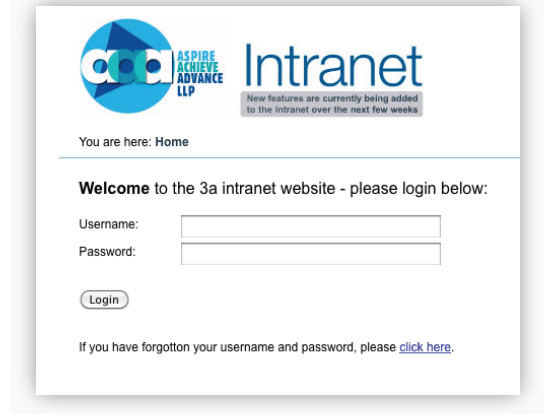 aaa
ASPIRE
ACHIEVE
ADVANCE
LLP
Intranet
New features are currently being added
to the intranet over the next few weeks
You are here: Home
Welcome to the 3a intranet website - please login below:
Username:
Password:
Login
If you have forgotton your username and password, please click here.